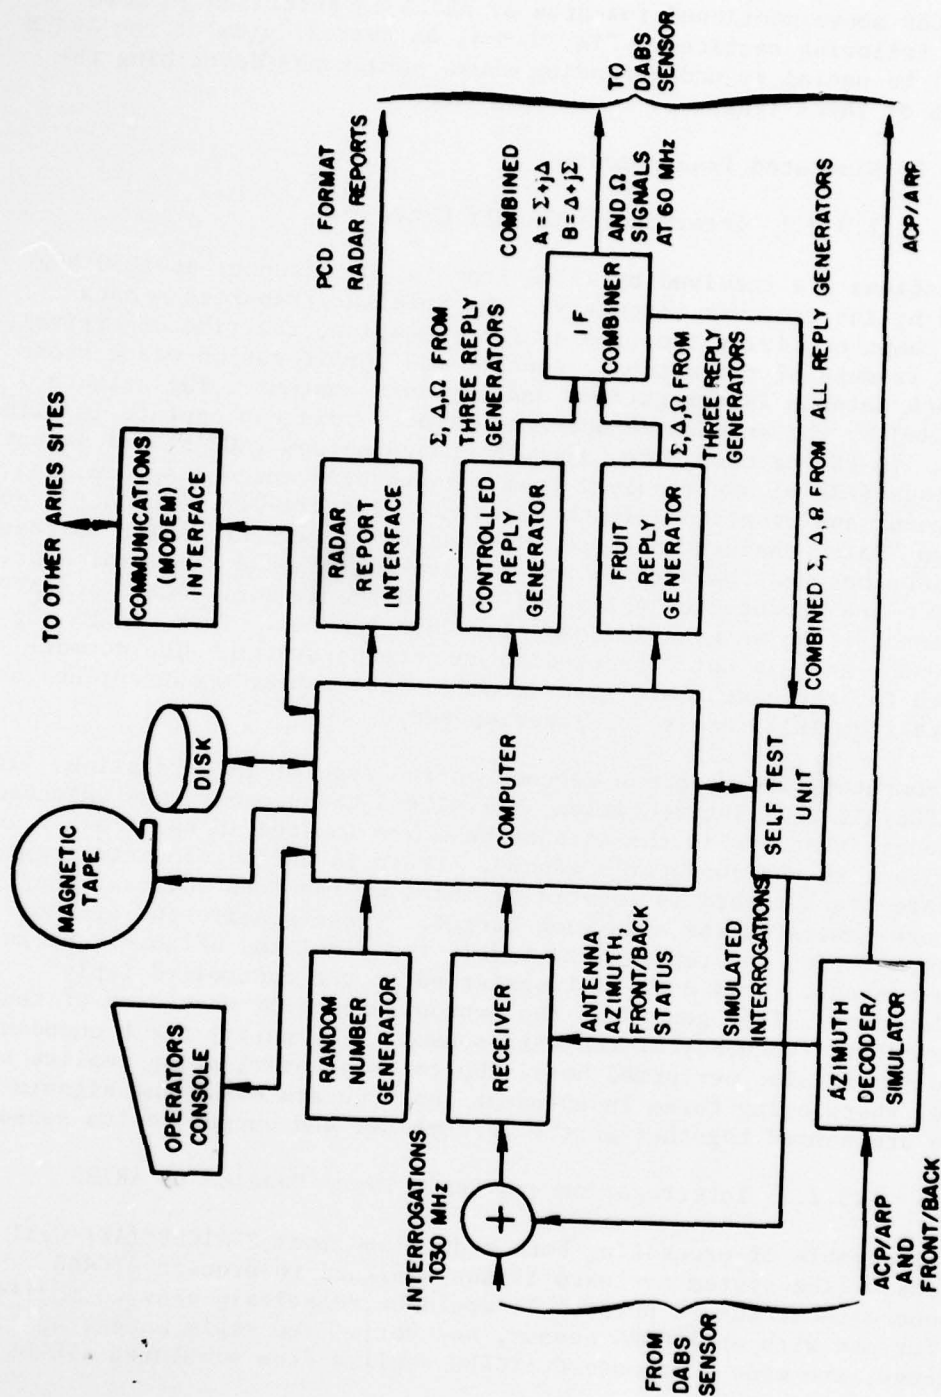 MAGNETIC
TAPE
DISK
TO OTHER ARIES SITES
COMMUNICATIONS
(MODEM)
INTERFACE
OPERATORS
CONSOLE
RANDOM
NUMBER
GENERATOR
COMPUTER
RADAR
REPORT
INTERFACE
PCD FORMAT
RADAR REPORTS
INTERROGATIONS
1030 MHz
+
RECEIVER
CONTROLLED
REPLY
GENERATOR
Σ, Δ, Ω FROM
THREE REPLY
GENERATORS
IF
COMBINER
COMBINED
A = Σ + jΔ
B = Δ + jΣ
AND Ω
SIGNALS
AT 60 MHz
TO
DABS
SENSOR
FRUIT
REPLY
GENERATOR
Σ, Δ, Ω FROM
THREE REPLY
GENERATORS
ANTENNA
AZIMUTH,
FRONT/BACK
STATUS
SIMULATED
INTERROGATIONS
SELF TEST
UNIT
COMBINED Σ, Δ, Ω FROM ALL REPLY GENERATORS
FROM
DABS
SENSOR
ACP/ARP
AND
FRONT/BACK
AZIMUTH
DECODER/
SIMULATOR
ACP/ARP